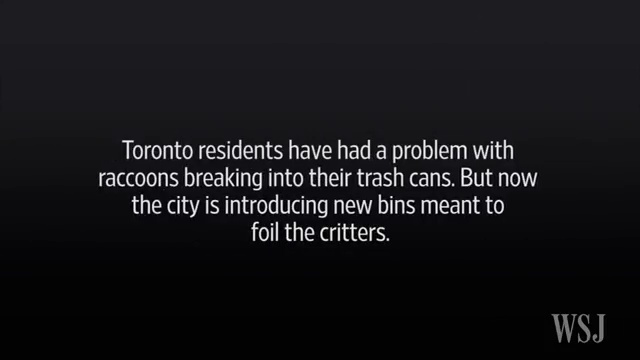 Toronto residents have had a problem with
raccoons breaking into their trash cans. But now
the city is introducing new bins meant to
foil the critters.
WSJ